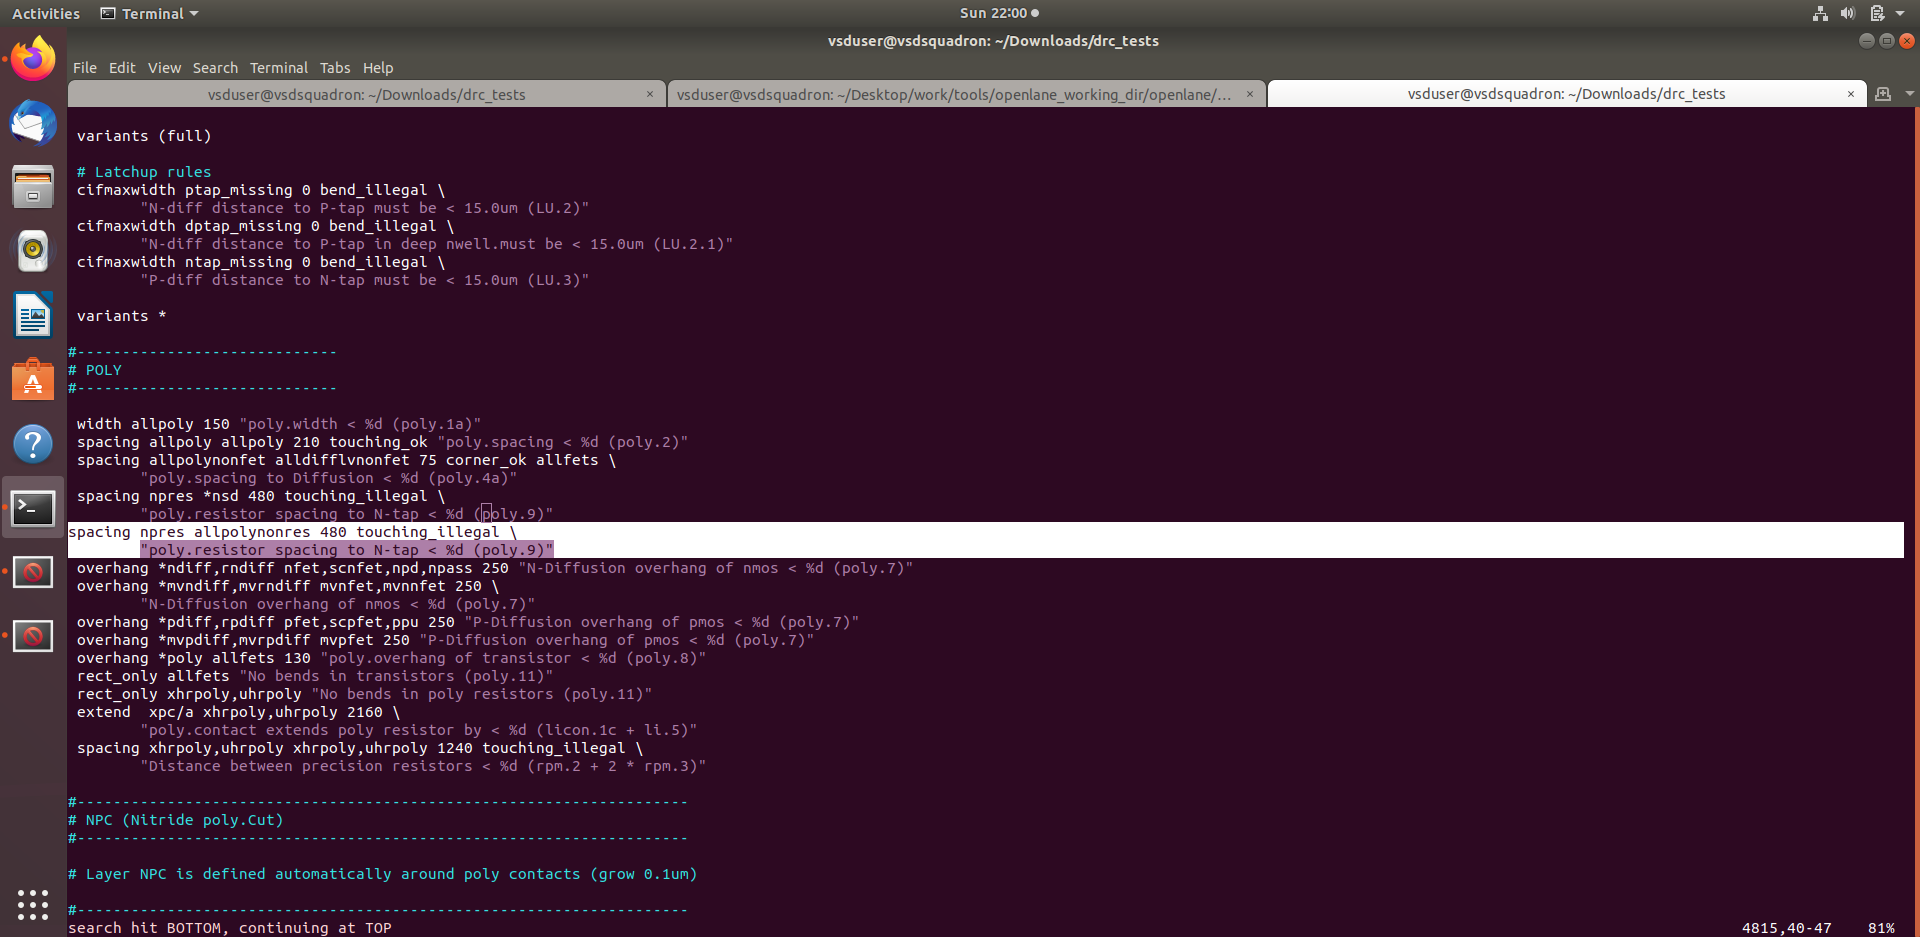 Activities Terminal Sun 22:00
vsduser@vsdsquadron: ~/Downloads/drc_tests
File Edit View Search Terminal Tabs Help
vsduser@vsdsquadron: ~/Downloads/drc_tests × vsduser@vsdsquadron: ~/Desktop/work/tools/openlane_working_dir/openlane/... × vsduser@vsdsquadron: ~/Downloads/drc_tests ×
variants (full)
# Latchup rules
cifmaxwidth ptap_missing 0 bend_illegal \
"N-diff distance to P-tap must be < 15.0um (LU.2)"
cifmaxwidth dptap_missing 0 bend_illegal \
"N-diff distance to P-tap in deep nwell.must be < 15.0um (LU.2.1)"
cifmaxwidth ntap_missing 0 bend_illegal \
"P-diff distance to N-tap must be < 15.0um (LU.3)"
variants *
#-----------------------------
# POLY
#-----------------------------
width allpoly 150 "poly.width < %d (poly.1a)"
spacing allpoly allpoly 210 touching_ok "poly.spacing < %d (poly.2)"
spacing allpolynonfet alldifflvnonfet 75 corner_ok allfets \
"poly.spacing to Diffusion < %d (poly.4a)"
spacing npres *nsd 480 touching_illegal \
"poly.resistor spacing to N-tap < %d (poly.9)"
spacing npres allpolynonres 480 touching_illegal \
"poly.resistor spacing to N-tap < %d (poly.9)"
overhang *ndiff,rndiff nfet,scnfet,npd,npass 250 "N-Diffusion overhang of nmos < %d (poly.7)"
overhang *mvndiff,mvrndiff mvnfet,mvnnfet 250 \
"N-Diffusion overhang of nmos < %d (poly.7)"
overhang *pdiff,rpdiff pfet,scpfet,ppu 250 "P-Diffusion overhang of pmos < %d (poly.7)"
overhang *mvpdiff,mvrpdiff mvpfet 250 "P-Diffusion overhang of pmos < %d (poly.7)"
overhang *poly allfets 130 "poly.overhang of transistor < %d (poly.8)"
rect_only allfets "No bends in transistors (poly.11)"
rect_only xhrpoly,uhrpoly "No bends in poly resistors (poly.11)"
extend  xpc/a xhrpoly,uhrpoly 2160 \
"poly.contact extends poly resistor by < %d (licon.1c + li.5)"
spacing xhrpoly,uhrpoly xhrpoly,uhrpoly 1240 touching_illegal \
"Distance between precision resistors < %d (rpm.2 + 2 * rpm.3)"
#--------------------------------------------------------------------
# NPC (Nitride poly.Cut)
#--------------------------------------------------------------------
# Layer NPC is defined automatically around poly contacts (grow 0.1um)
#--------------------------------------------------------------------
search hit BOTTOM, continuing at TOP 4815,40-47 81%